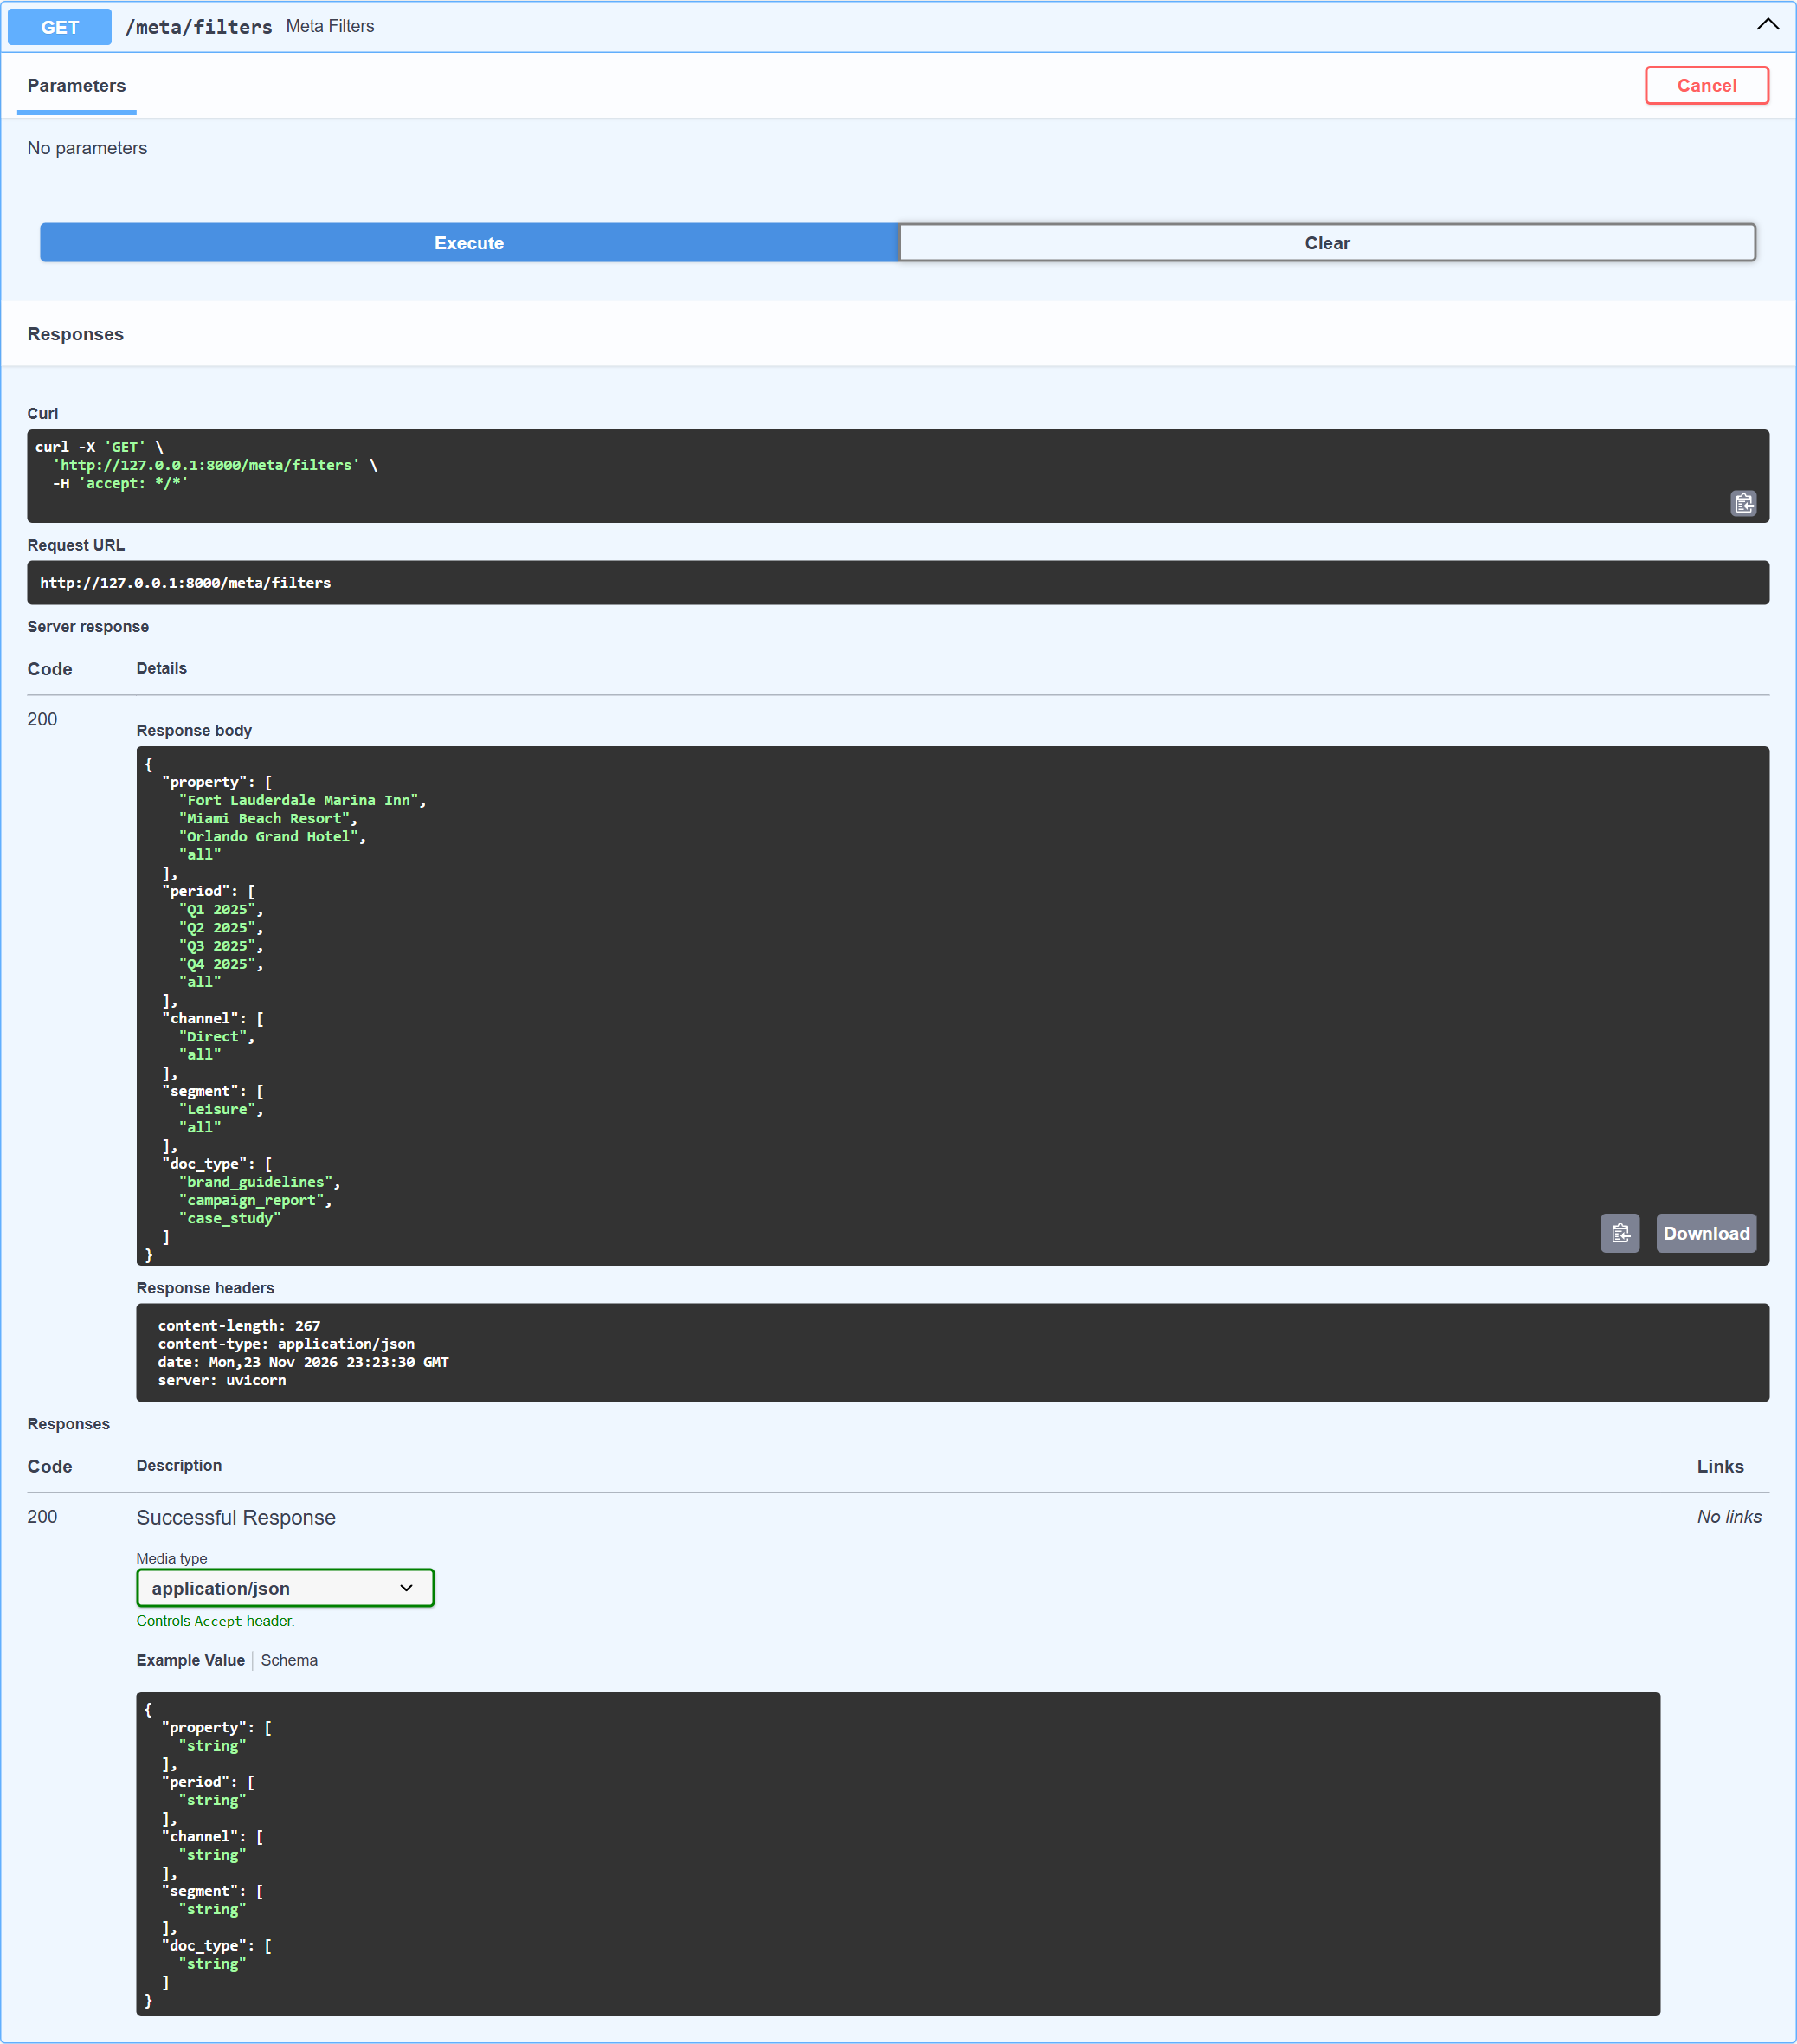 GET /meta/filters Meta Filters
Parameters Cancel
No parameters
Execute Clear
Responses
Curl
curl -X 'GET' \
  'http://127.0.0.1:8000/meta/filters' \
  -H 'accept: */*'
Request URL
http://127.0.0.1:8000/meta/filters
Server response
Code Details
200
Response body
{
  "property": [
    "Fort Lauderdale Marina Inn",
    "Miami Beach Resort",
    "Orlando Grand Hotel",
    "all"
  ],
  "period": [
    "Q1 2025",
    "Q2 2025",
    "Q3 2025",
    "Q4 2025",
    "all"
  ],
  "channel": [
    "Direct",
    "all"
  ],
  "segment": [
    "Leisure",
    "all"
  ],
  "doc_type": [
    "brand_guidelines",
    "campaign_report",
    "case_study"
  ]
}
Download
Response headers
content-length: 267
content-type: application/json
date: Mon,23 Nov 2026 23:23:30 GMT
server: uvicorn
Responses
Code Description Links
200 Successful Response No links
Media type
application/json
Controls Accept header.
Example Value Schema
{
  "property": [
    "string"
  ],
  "period": [
    "string"
  ],
  "channel": [
    "string"
  ],
  "segment": [
    "string"
  ],
  "doc_type": [
    "string"
  ]
}